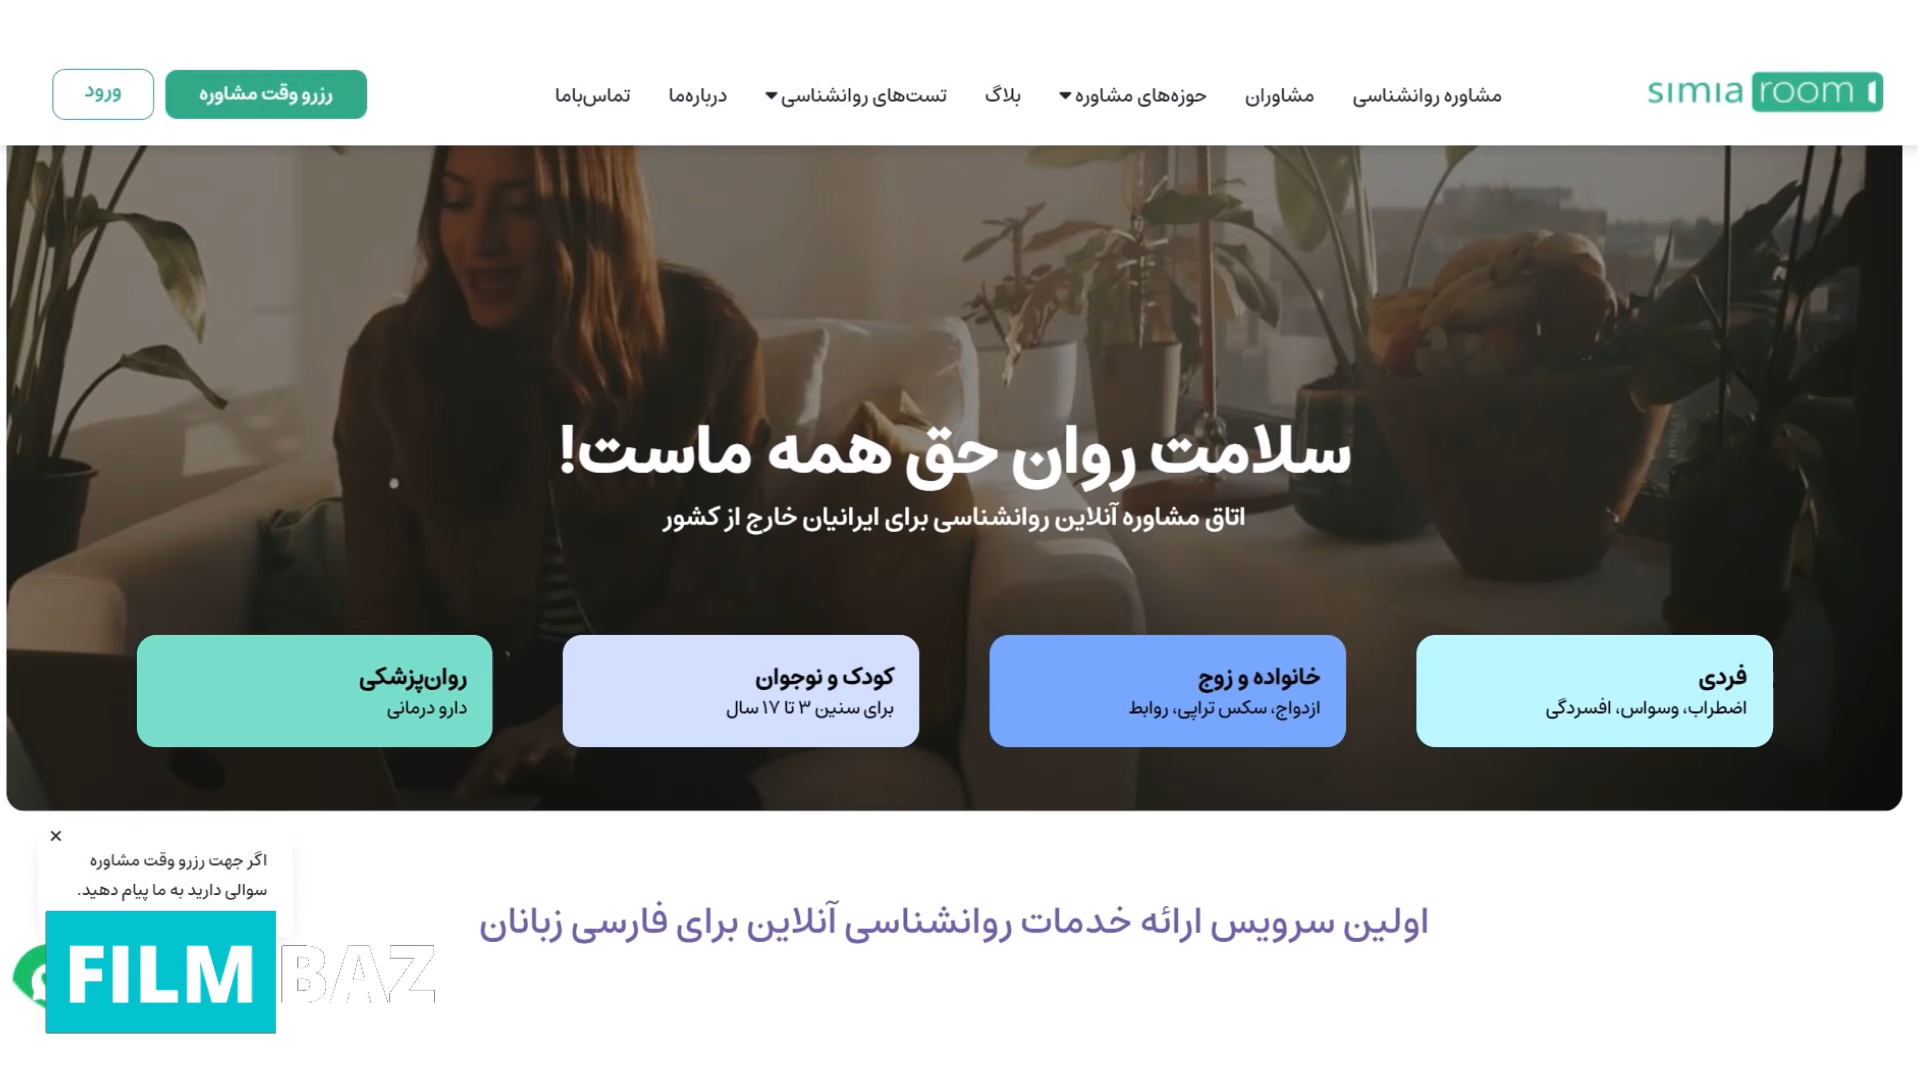 simia room
مشاوره روانشناسی
مشاوران
حوزه‌های مشاوره
بلاگ
تست‌های روانشناسی
درباره‌ما
تماس‌با‌ما
رزرو وقت مشاوره
ورود
سلامت روان حق همه ماست!
اتاق مشاوره آنلاین روانشناسی برای ایرانیان خارج از کشور
فردی
اضطراب، وسواس، افسردگی
خانواده و زوج
ازدواج، سکس تراپی، روابط
کودک و نوجوان
برای سنین ۳ تا ۱۷ سال
روان‌پزشکی
دارو درمانی
اگر جهت رزرو وقت مشاوره
سوالی دارید به ما پیام دهید.
اولین سرویس ارائه خدمات روانشناسی آنلاین برای فارسی زبانان
FILM BAZ